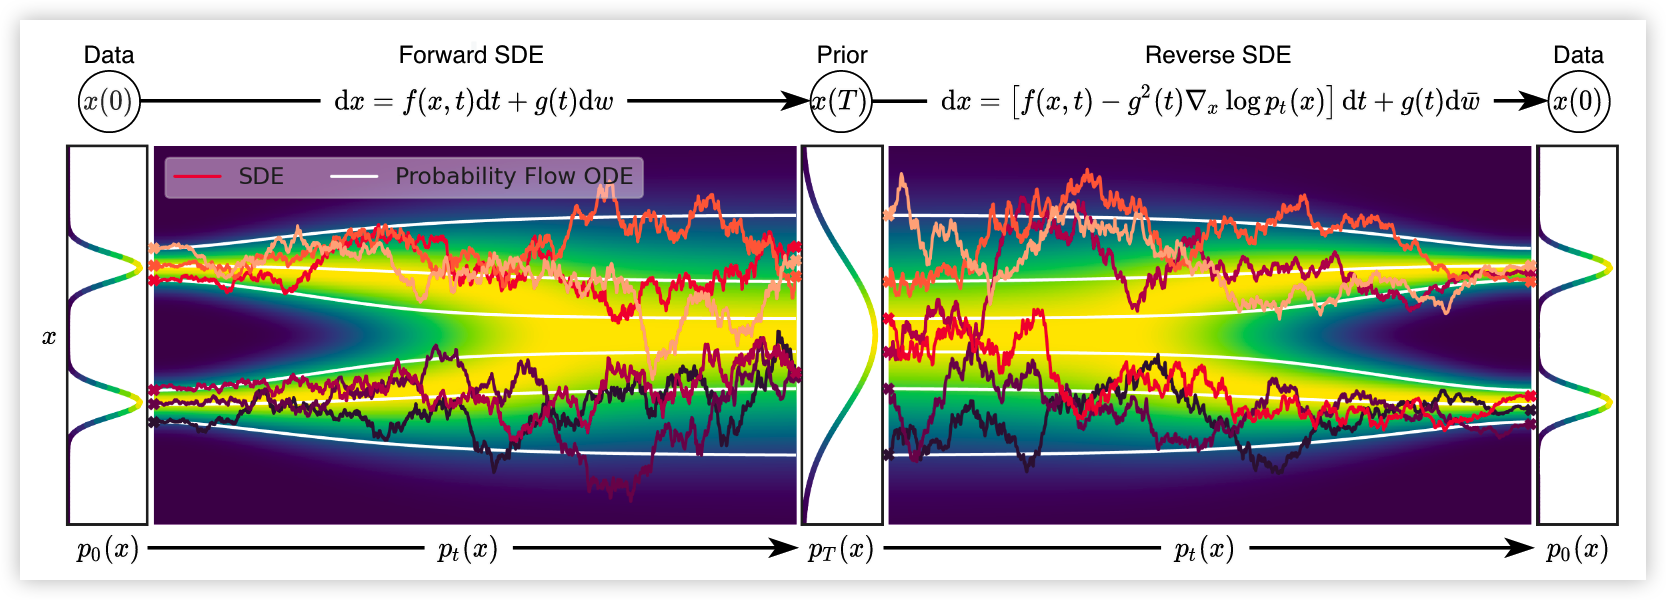 Data Forward SDE Prior Reverse SDE Data
x(0) dx = f(x, t)dt + g(t)dw x(T) dx = [f(x, t) − g²(t)∇ₓ log pₜ(x)] dt + g(t)dw̄ x(0)
SDE Probability Flow ODE
x
p₀(x) pₜ(x) p_T(x) pₜ(x) p₀(x)